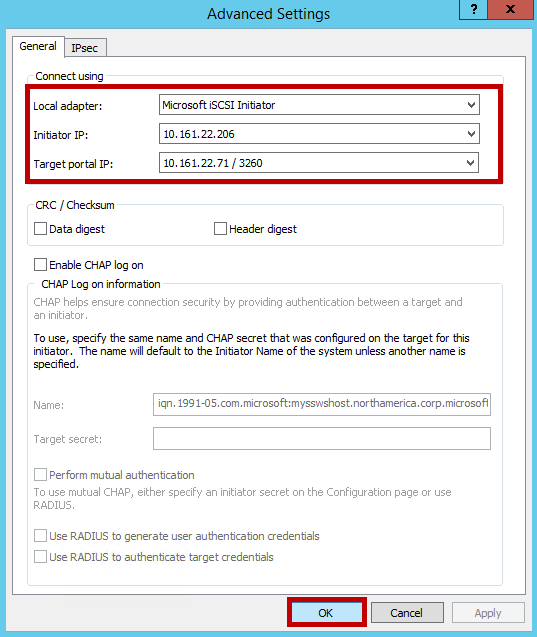 Advanced Settings
? X
General IPsec
Connect using
Local adapter: Microsoft iSCSI Initiator
Initiator IP: 10.161.22.206
Target portal IP: 10.161.22.71 / 3260
CRC / Checksum
Data digest Header digest
Enable CHAP log on
CHAP Log on information
CHAP helps ensure connection security by providing authentication between a target and
an initiator.
To use, specify the same name and CHAP secret that was configured on the target for this
initiator. The name will default to the Initiator Name of the system unless another name is
specified.
Name: iqn.1991-05.com.microsoft:mysswshost.northamerica.corp.microsoft
Target secret:
Perform mutual authentication
To use mutual CHAP, either specify an initiator secret on the Configuration page or use
RADIUS.
Use RADIUS to generate user authentication credentials
Use RADIUS to authenticate target credentials
OK Cancel Apply